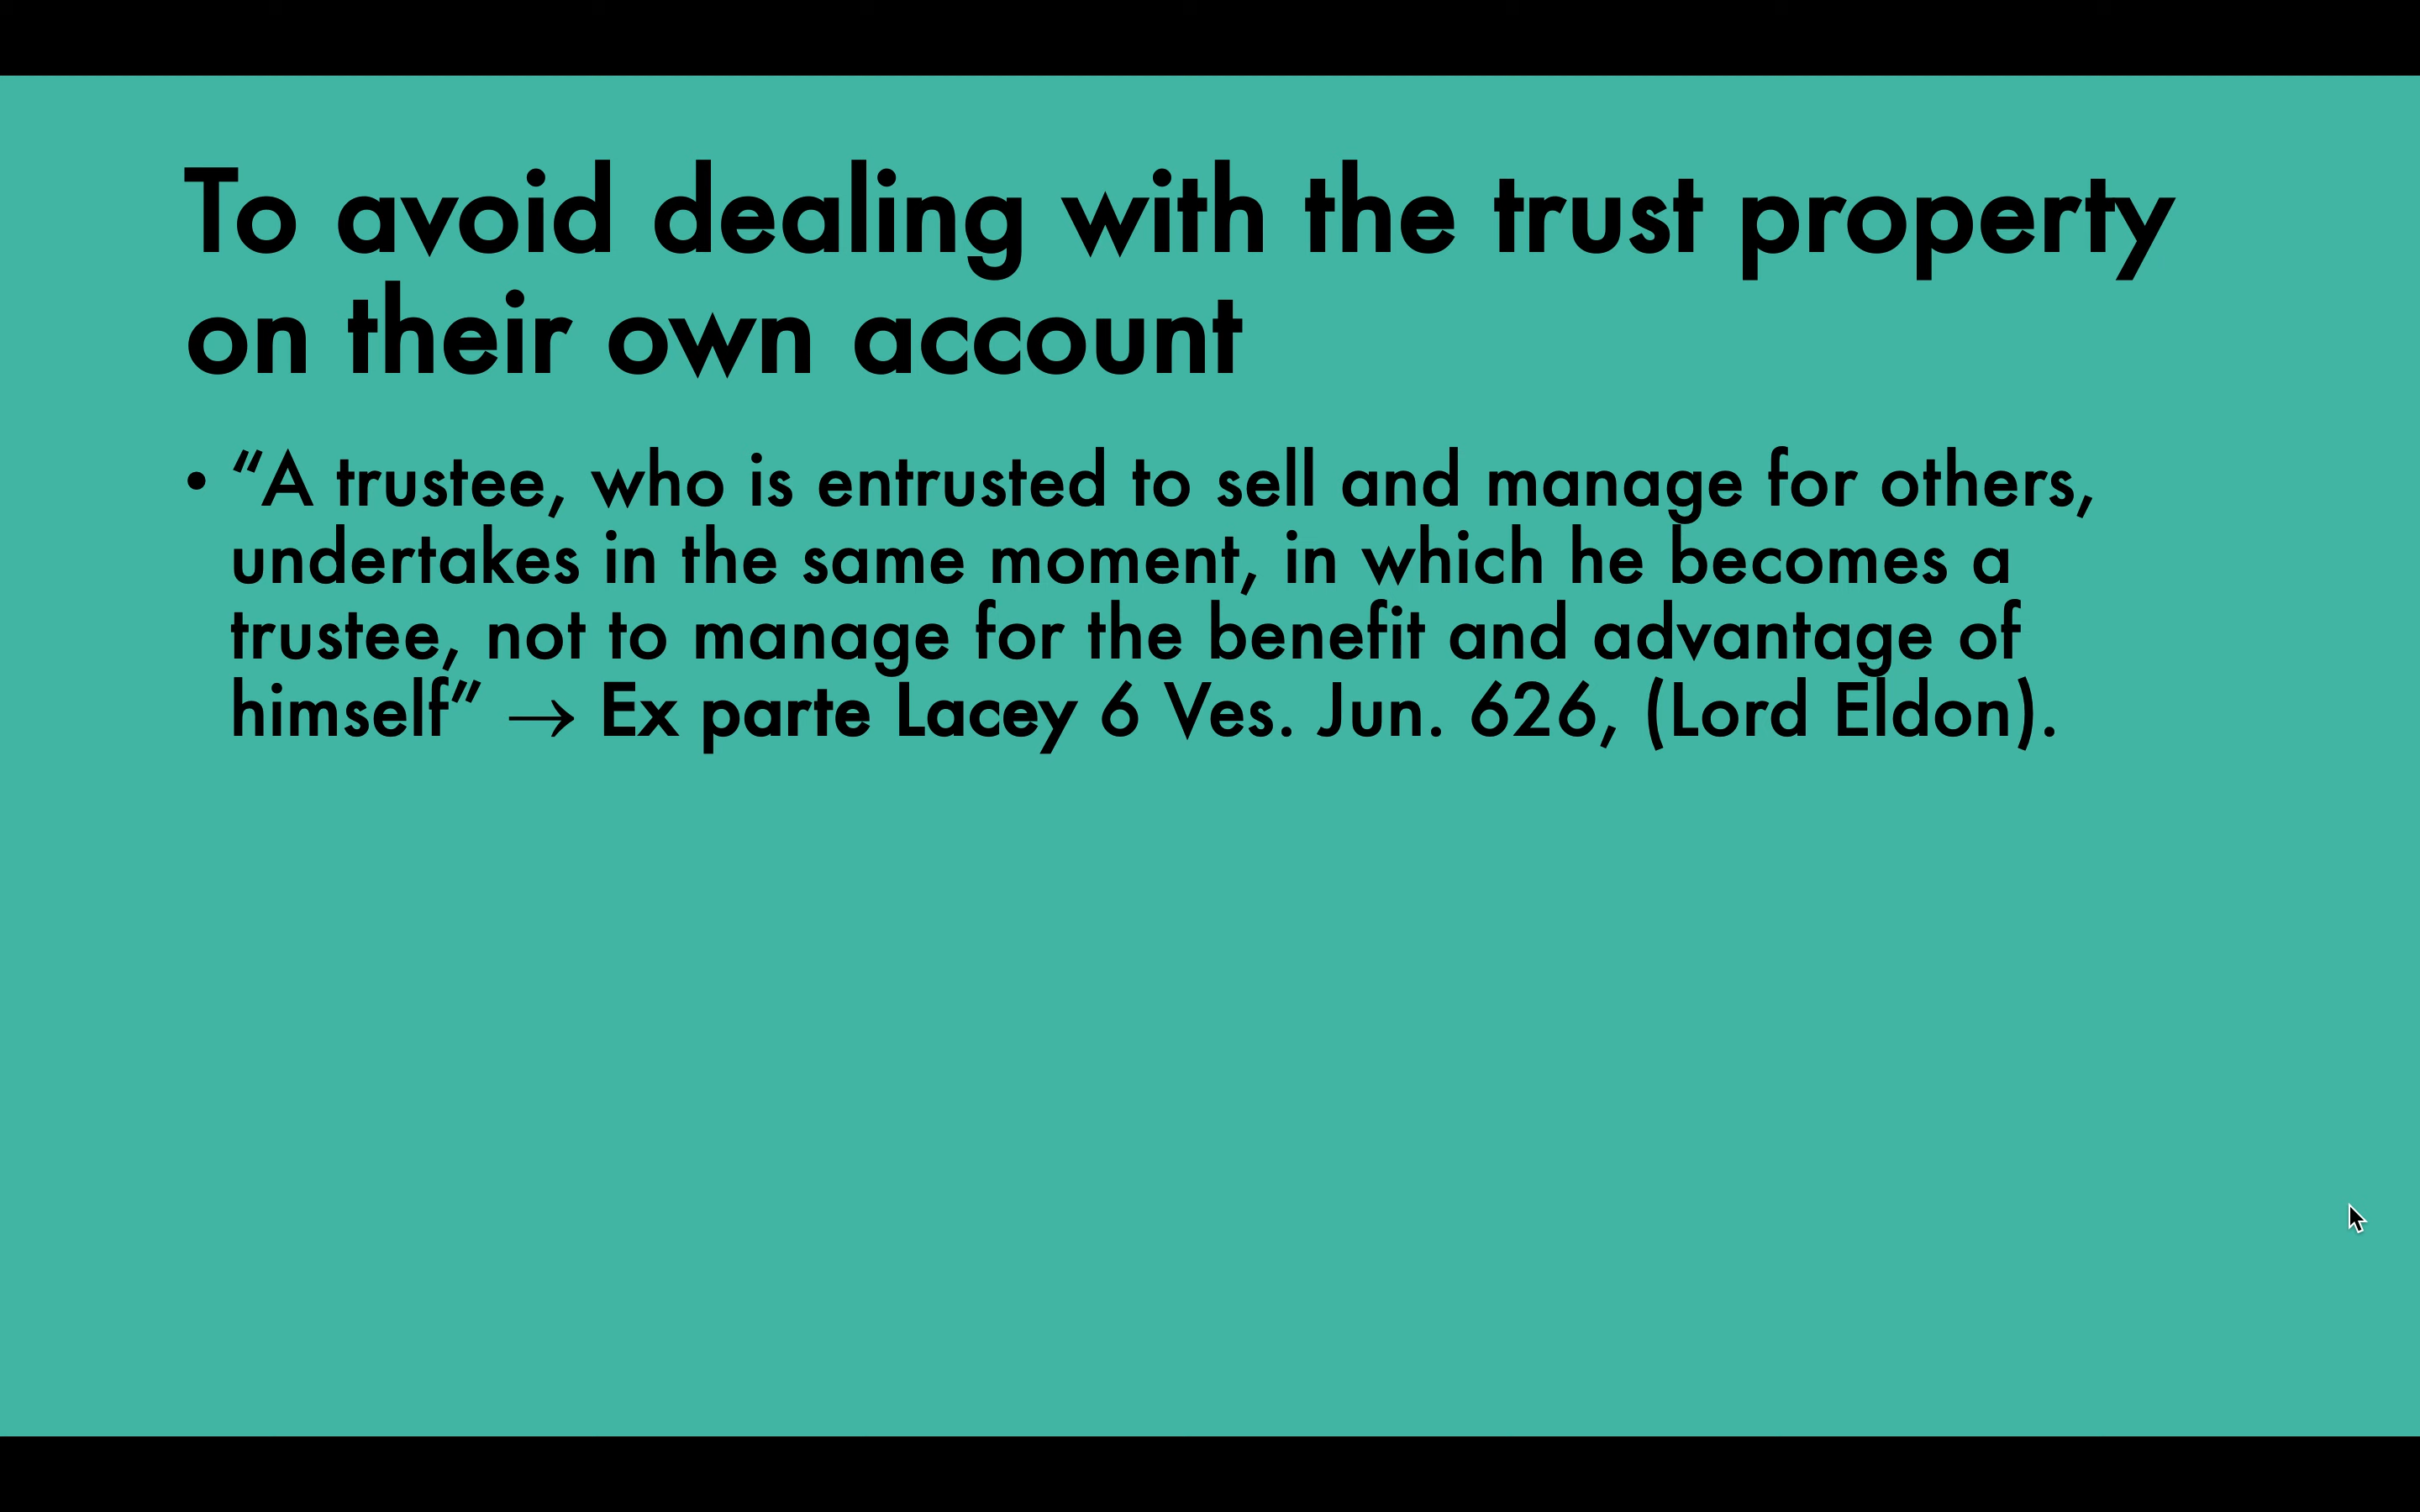 To avoid dealing with the trust property
on their own account
• “A trustee, who is entrusted to sell and manage for others,
undertakes in the same moment, in which he becomes a
trustee, not to manage for the benefit and advantage of
himself” → Ex parte Lacey 6 Ves. Jun. 626, (Lord Eldon).